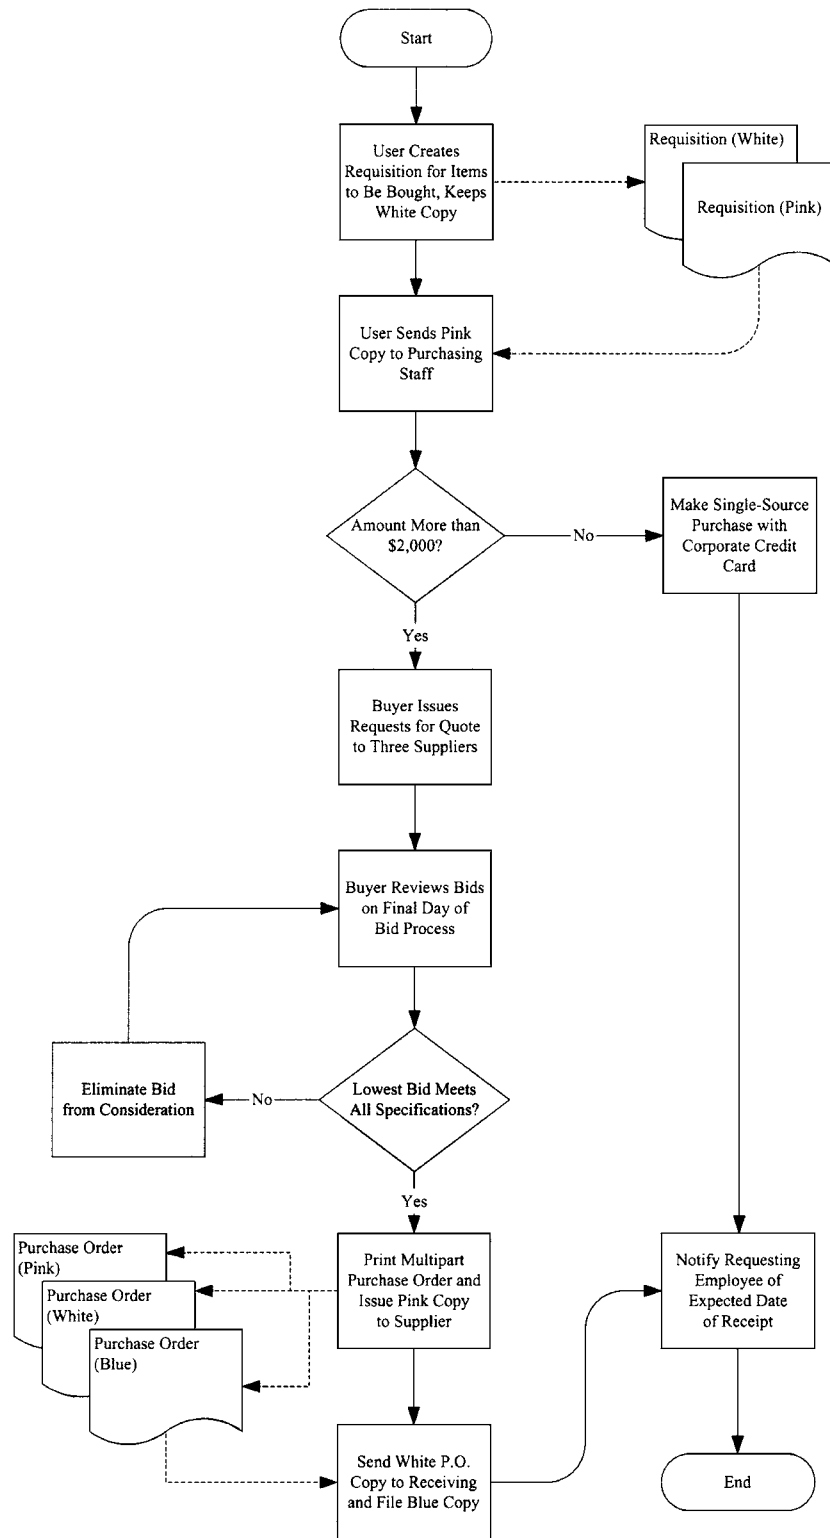 Start
User Creates
Requisition for Items
to Be Bought, Keeps
White Copy
Requisition (White)
Requisition (Pink)
User Sends Pink
Copy to Purchasing
Staff
Amount More than
$2,000?
No
Make Single-Source
Purchase with
Corporate Credit
Card
Yes
Buyer Issues
Requests for Quote
to Three Suppliers
Buyer Reviews Bids
on Final Day of
Bid Process
Lowest Bid Meets
All Specifications?
No
Eliminate Bid
from Consideration
Yes
Purchase Order
(Pink)
Purchase Order
(White)
Purchase Order
(Blue)
Print Multipart
Purchase Order and
Issue Pink Copy
to Supplier
Notify Requesting
Employee of
Expected Date
of Receipt
Send White P.O.
Copy to Receiving
and File Blue Copy
End